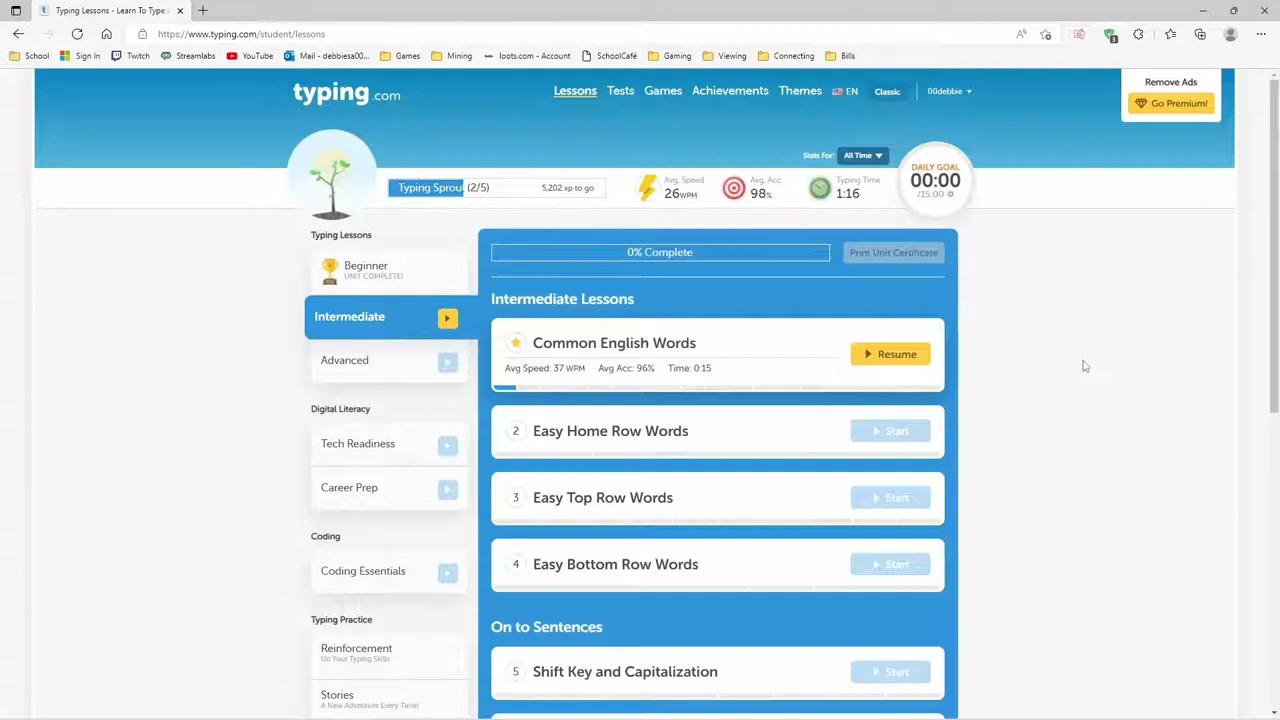 Typing Lessons - Learn To Type
https://www.typing.com/student/lessons
School Sign In Twitch Streamlabs YouTube Mail - debbiesa00... Games Mining loots.com - Account SchoolCafé Gaming Viewing Connecting Bills
typing.com
Lessons Tests Games Achievements Themes EN Classic 00debbie
Remove Ads
Go Premium!
Stats For: All Time
Typing Sprout (2/5) 5,202 xp to go
Avg. Speed
26WPM
Avg. Acc.
98%
Typing Time
1:16
DAILY GOAL
00:00
/15:00
Typing Lessons
Beginner
UNIT COMPLETE!
Intermediate
Advanced
Digital Literacy
Tech Readiness
Career Prep
Coding
Coding Essentials
Typing Practice
Reinforcement
Up Your Typing Skills
Stories
A New Adventure Every Time!
0% Complete
Print Unit Certificate
Intermediate Lessons
Common English Words
Avg Speed: 37 WPM Avg Acc: 96% Time: 0:15
Resume
2 Easy Home Row Words Start
3 Easy Top Row Words Start
4 Easy Bottom Row Words Start
On to Sentences
5 Shift Key and Capitalization Start